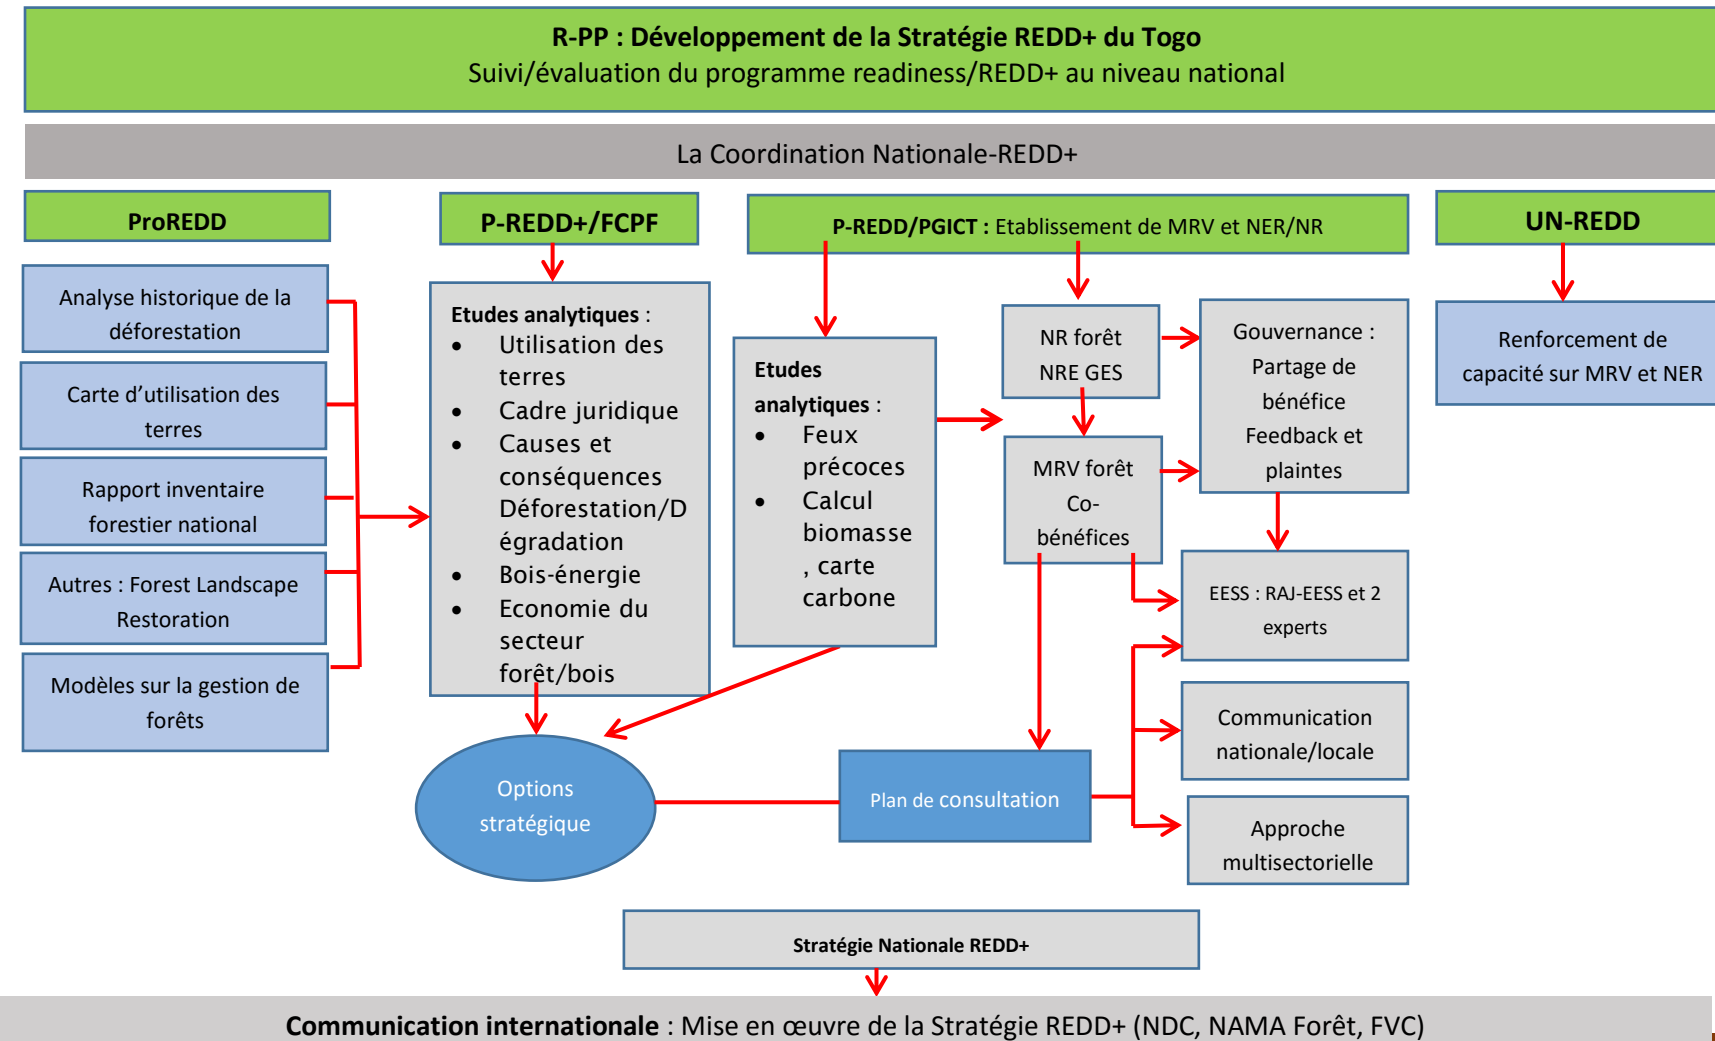 R-PP : Développement de la Stratégie REDD+ du Togo
Suivi/évaluation du programme readiness/REDD+ au niveau national
La Coordination Nationale-REDD+
ProREDD
Analyse historique de la
déforestation
Carte d’utilisation des
terres
Rapport inventaire
forestier national
Autres : Forest Landscape
Restoration
Modèles sur la gestion de
forêts
P-REDD+/FCPF
Etudes analytiques :
• Utilisation des
terres
• Cadre juridique
• Causes et
conséquences
Déforestation/D
égradation
• Bois-énergie
• Economie du
secteur
forêt/bois
P-REDD/PGICT : Etablissement de MRV et NER/NR
Etudes
analytiques :
• Feux
précoces
• Calcul
biomasse
, carte
carbone
NR forêt
NRE GES
MRV forêt
Co-
bénéfices
Gouvernance :
Partage de
bénéfice
Feedback et
plaintes
EESS : RAJ-EESS et 2
experts
Communication
nationale/locale
Approche
multisectorielle
UN-REDD
Renforcement de
capacité sur MRV et NER
Options
stratégique
Plan de consultation
Stratégie Nationale REDD+
Communication internationale : Mise en œuvre de la Stratégie REDD+ (NDC, NAMA Forêt, FVC)